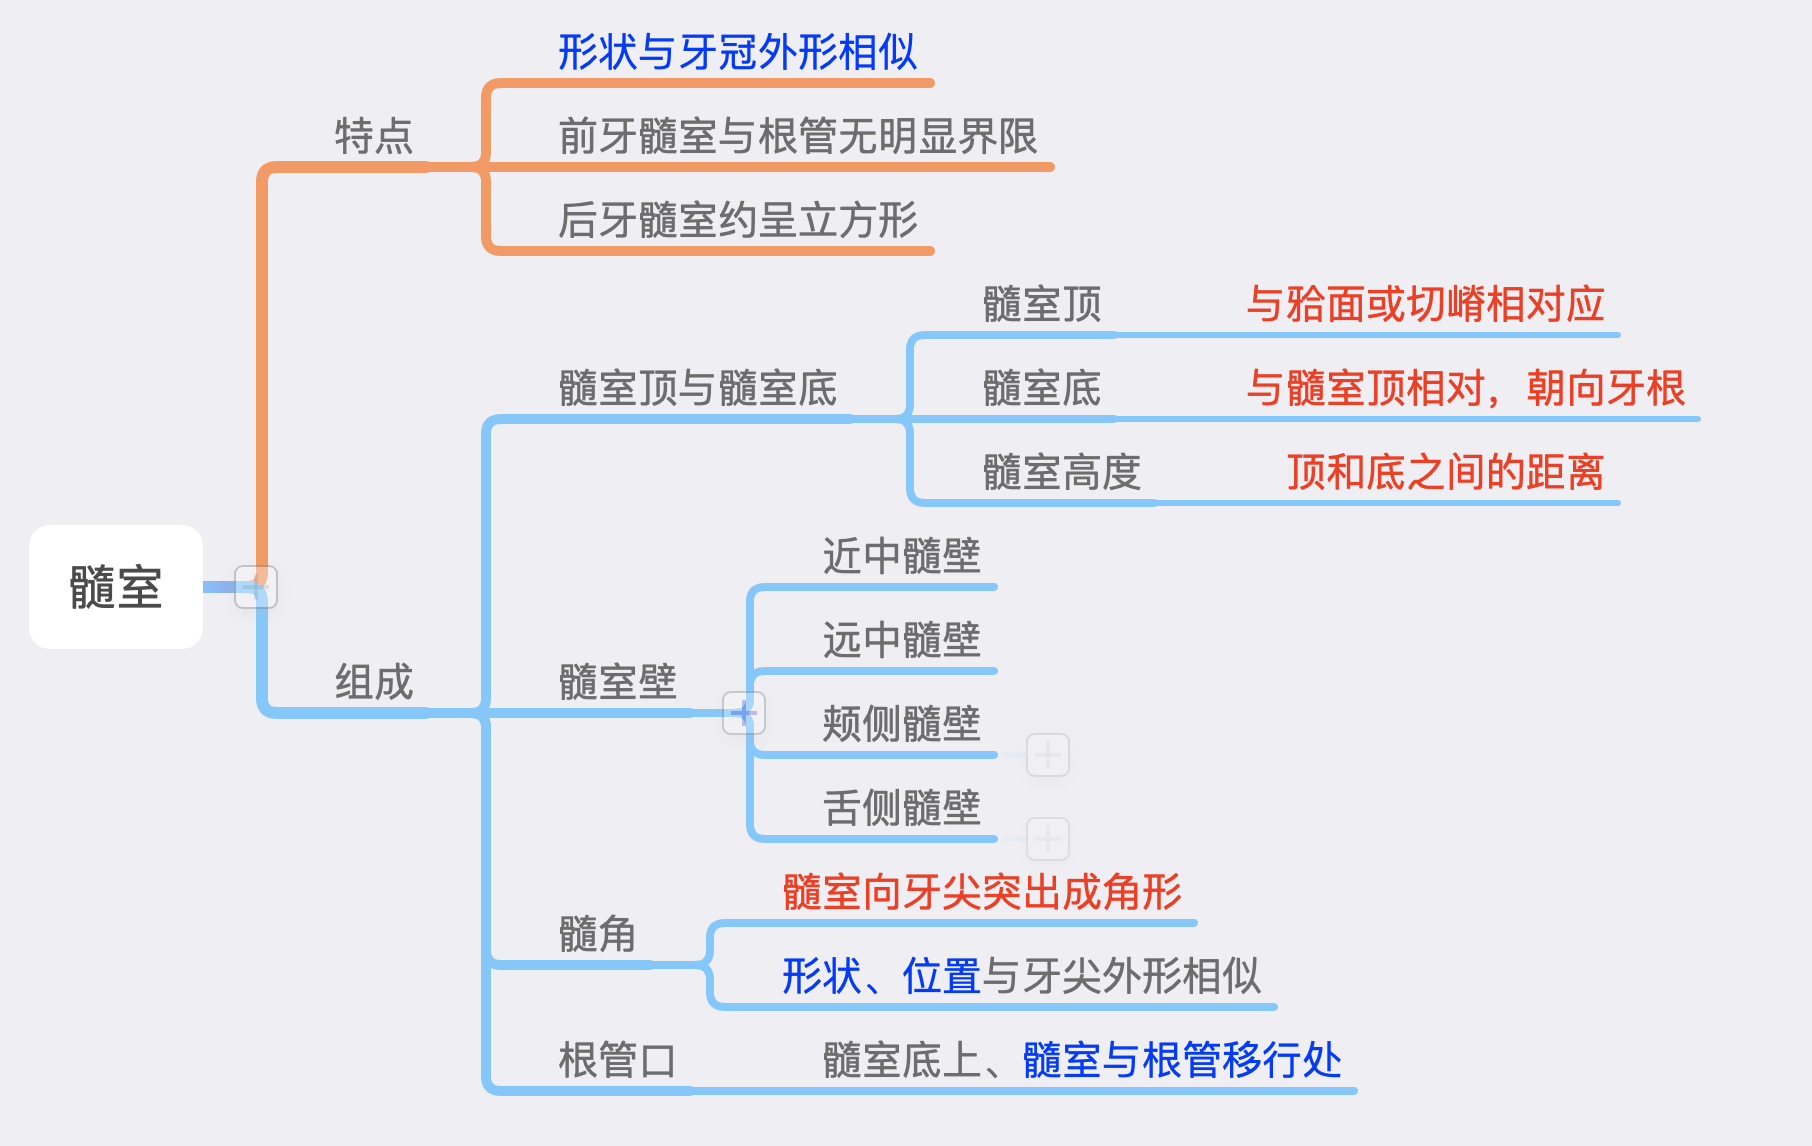 髓室
特点
形状与牙冠外形相似
前牙髓室与根管无明显界限
后牙髓室约呈立方形
组成
髓室顶与髓室底
髓室顶
与𬌗面或切嵴相对应
髓室底
与髓室顶相对，朝向牙根
髓室高度
顶和底之间的距离
髓室壁
近中髓壁
远中髓壁
颊侧髓壁
舌侧髓壁
髓角
髓室向牙尖突出成角形
形状、位置与牙尖外形相似
根管口
髓室底上、髓室与根管移行处